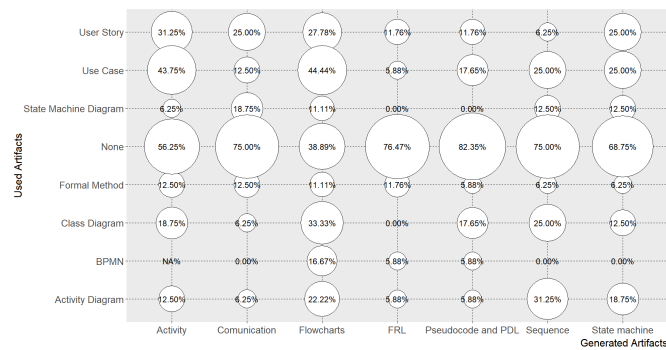 User Story 31.25% 25.00% 27.78% 11.76% 11.76% 6.25% 25.00%
Use Case 43.75% 12.50% 44.44% 5.88% 17.65% 25.00% 25.00%
State Machine Diagram 6.25% 18.75% 11.11% 0.00% 0.00% 12.50% 12.50%
None 56.25% 75.00% 38.89% 76.47% 82.35% 75.00% 68.75%
Formal Method 12.50% 12.50% 11.11% 11.76% 5.88% 6.25% 6.25%
Class Diagram 18.75% 6.25% 33.33% 0.00% 17.65% 25.00% 12.50%
BPMN NA% 0.00% 16.67% 5.88% 5.88% 0.00% 0.00%
Activity Diagram 12.50% 6.25% 22.22% 5.88% 5.88% 31.25% 18.75%
Activity Comunication Flowcharts FRL Pseudocode and PDL Sequence State machine
Generated Artifacts
Used Artifacts